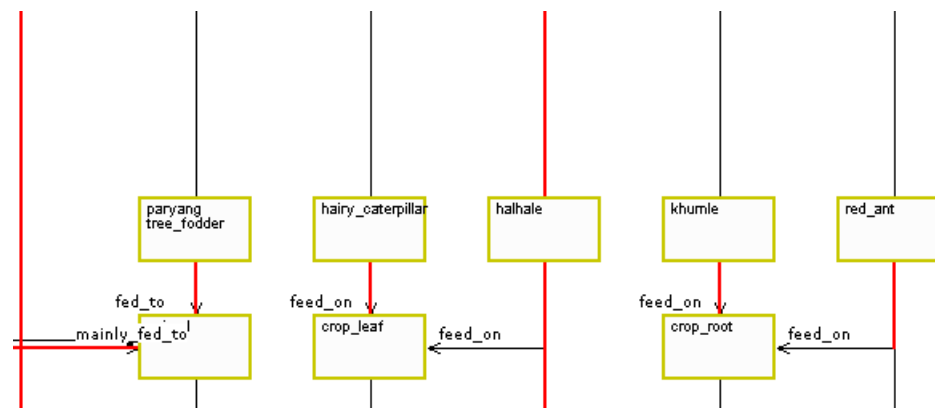 paryang
tree_fodder
hairy_caterpillar
halhale
khumle
red_ant
fed_to
feed_on
feed_on
mainly_fed_to
crop_leaf
feed_on
crop_root
feed_on